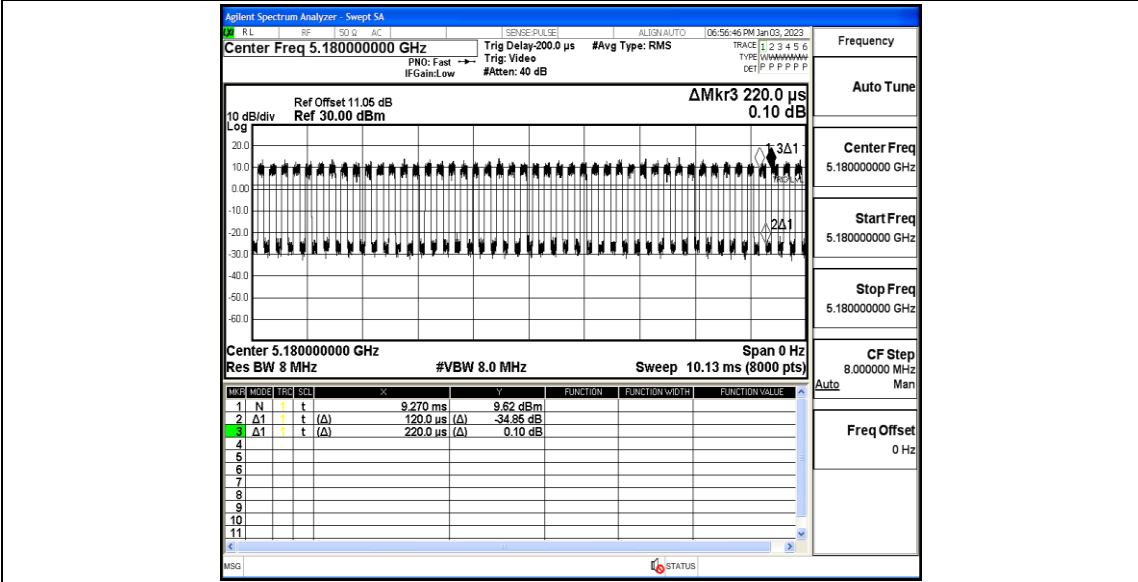 Agilent Spectrum Analyzer - Swept SA
RL RF 50 Ω AC SENSE:PULSE ALIGN AUTO 06:56:46 PM Jan 03, 2023
Center Freq 5.180000000 GHz
PNO: Fast
IFGain:Low
Trig Delay-200.0 µs #Avg Type: RMS
Trig: Video
#Atten: 40 dB
TRACE 1 2 3 4 5 6
TYPE WWWWWW
DET P P P P P P
Frequency
Auto Tune
Center Freq
5.180000000 GHz
Start Freq
5.180000000 GHz
Stop Freq
5.180000000 GHz
CF Step
8.000000 MHz
Auto Man
Freq Offset
0 Hz
ΔMkr3 220.0 µs
0.10 dB
Ref Offset 11.05 dB
10 dB/div Ref 30.00 dBm
Log
20.0
10.0
0.00
-10.0
-20.0
-30.0
-40.0
-50.0
-60.0
1 3Δ1
TRIG LVL
2Δ1
Center 5.180000000 GHz Span 0 Hz
Res BW 8 MHz #VBW 8.0 MHz Sweep 10.13 ms (8000 pts)
MKR MODE TRC SCL X Y FUNCTION FUNCTION WIDTH FUNCTION VALUE
1 N t 9.270 ms 9.62 dBm
2 Δ1 t (Δ) 120.0 µs (Δ) -34.85 dB
3 Δ1 t (Δ) 220.0 µs (Δ) 0.10 dB
4
5
6
7
8
9
10
11
MSG STATUS